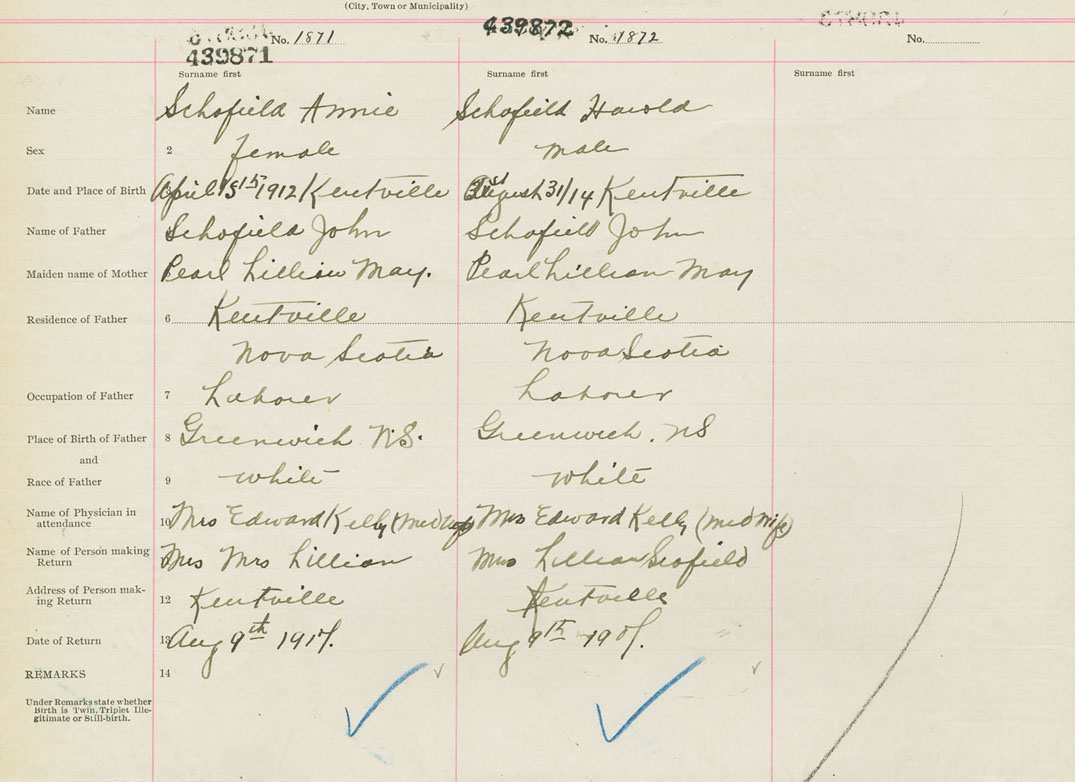 (City, Town or Municipality)
439871
No. 1871
439872
No. 1872
No.
Surname first
Surname first
Surname first
Name
Schofield Annie
Schofield Harold
Sex
2
female
male
Date and Place of Birth
April 15th 1912 Kentville
August 31/14 Kentville
Name of Father
Schofield John
Schofield John
Maiden name of Mother
Pearl Lillian May.
Pearl Lillian May
Residence of Father
6
Kentville
Kentville
Nova Scotia
Nova Scotia
Occupation of Father
7
Laborer
Laborer
Place of Birth of Father
8
Greenwich N.S.
Greenwich. NS
and
Race of Father
9
White
White
Name of Physician in
attendance
10
Mrs Edward Kelly (Midwife)
Mrs Edward Kelly (Midwife)
Name of Person making
Return
Mrs Mrs Lillian
Mrs Lillian Scofield
Address of Person mak-
ing Return
12
Kentville
Kentville
Date of Return
13
Aug 9th
Aug 9th
REMARKS
14
Under Remarks state whether
Birth is Twin, Triplet Ille-
gitimate or Still-birth.